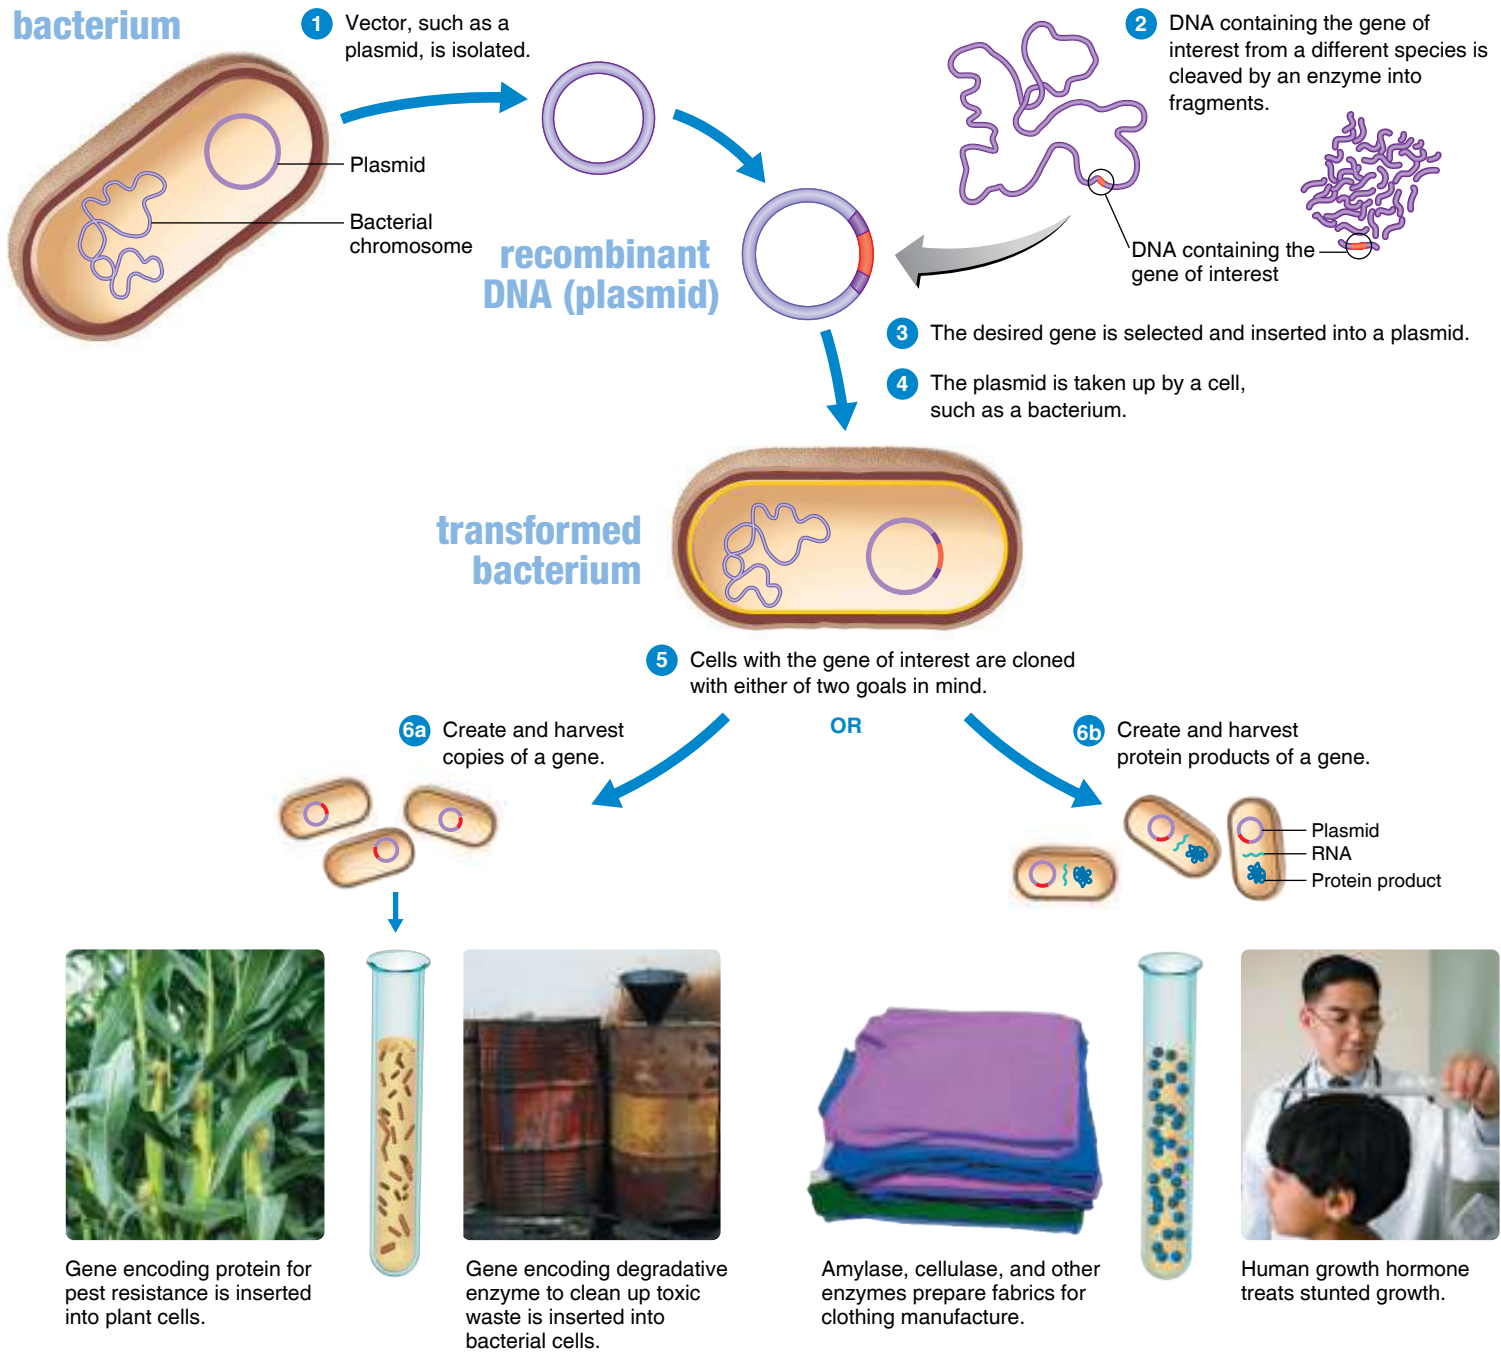 bacterium
1 Vector, such as a
plasmid, is isolated.
2 DNA containing the gene of
interest from a different species is
cleaved by an enzyme into
fragments.
Plasmid
Bacterial
chromosome
recombinant
DNA (plasmid)
DNA containing the
gene of interest
3 The desired gene is selected and inserted into a plasmid.
4 The plasmid is taken up by a cell,
such as a bacterium.
transformed
bacterium
5 Cells with the gene of interest are cloned
with either of two goals in mind.
6a Create and harvest
copies of a gene.
OR
6b Create and harvest
protein products of a gene.
Plasmid
RNA
Protein product
Gene encoding protein for
pest resistance is inserted
into plant cells.
Gene encoding degradative
enzyme to clean up toxic
waste is inserted into
bacterial cells.
Amylase, cellulase, and other
enzymes prepare fabrics for
clothing manufacture.
Human growth hormone
treats stunted growth.